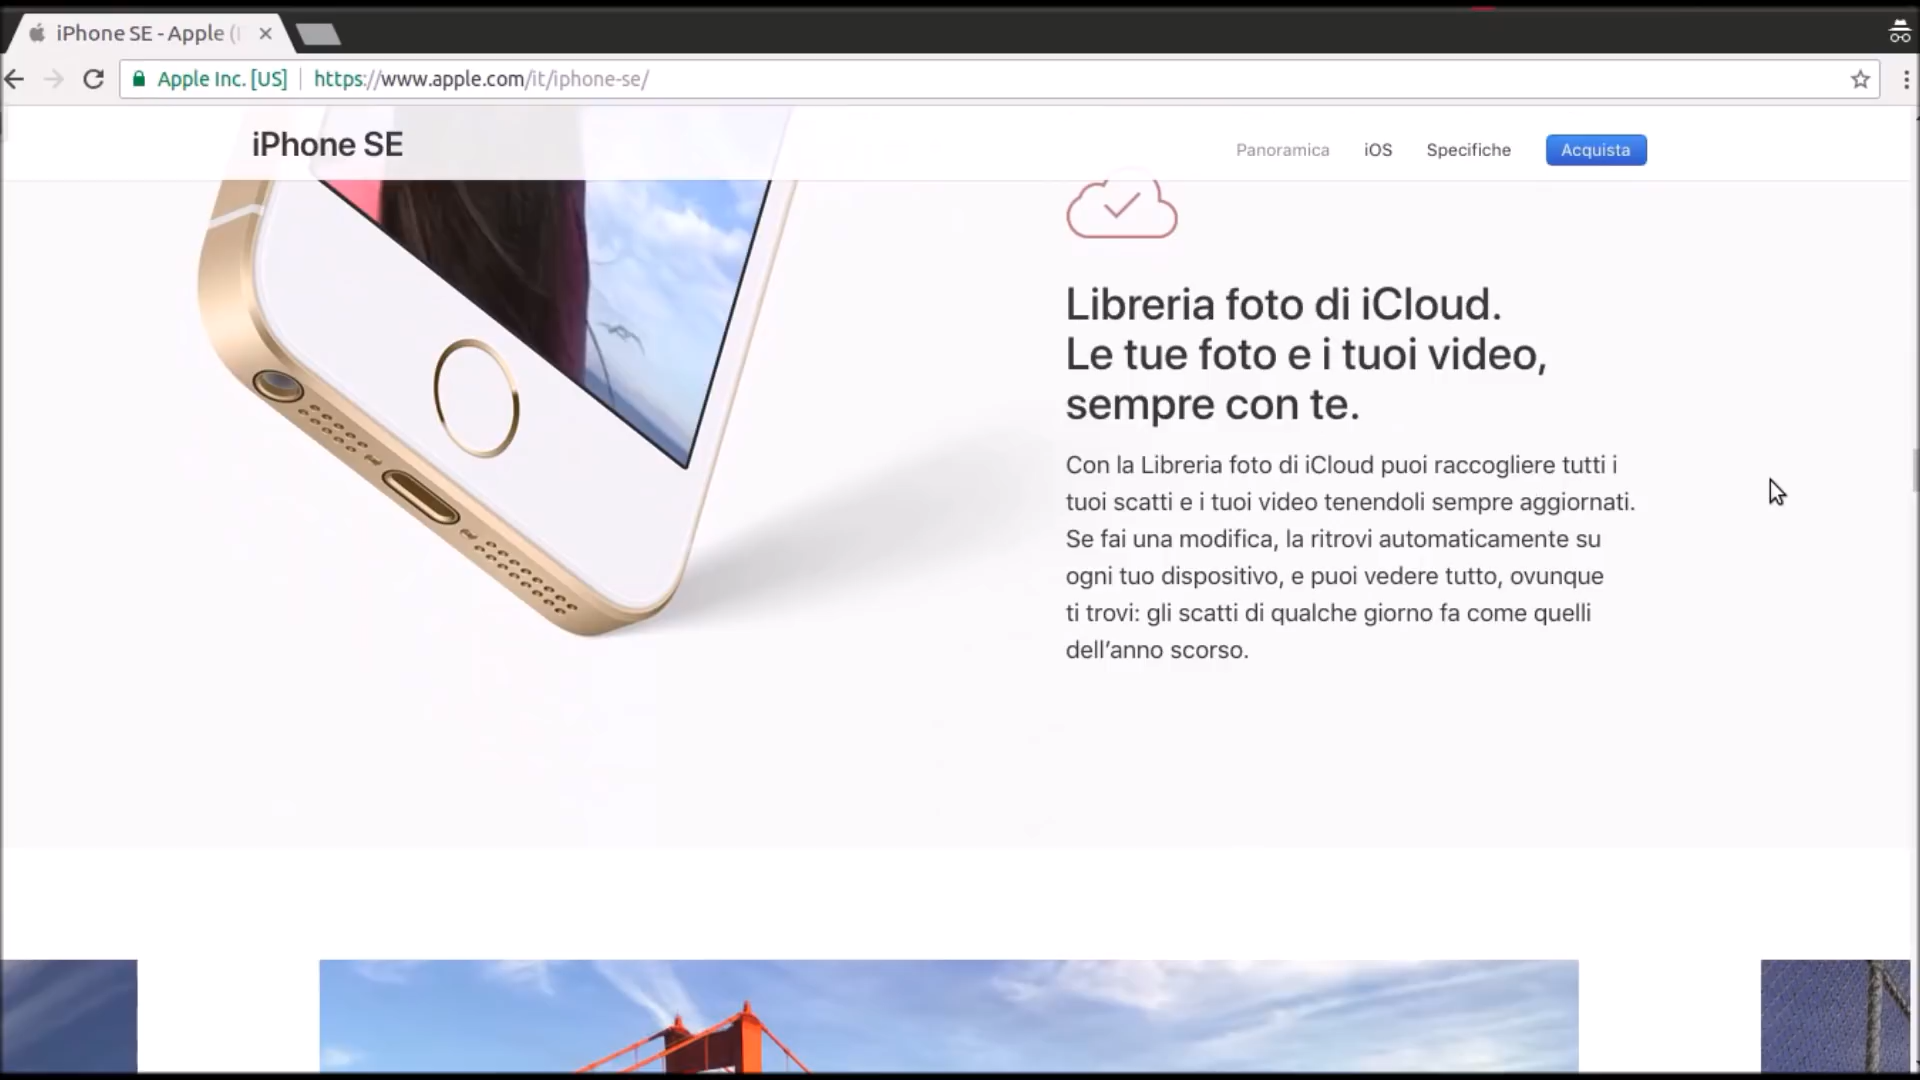 iPhone SE - Apple (
Apple Inc. [US]
https://www.apple.com/it/iphone-se/
iPhone SE
Panoramica
iOS
Specifiche
Acquista
Libreria foto di iCloud.
Le tue foto e i tuoi video,
sempre con te.
Con la Libreria foto di iCloud puoi raccogliere tutti i
tuoi scatti e i tuoi video tenendoli sempre aggiornati.
Se fai una modifica, la ritrovi automaticamente su
ogni tuo dispositivo, e puoi vedere tutto, ovunque
ti trovi: gli scatti di qualche giorno fa come quelli
dell’anno scorso.